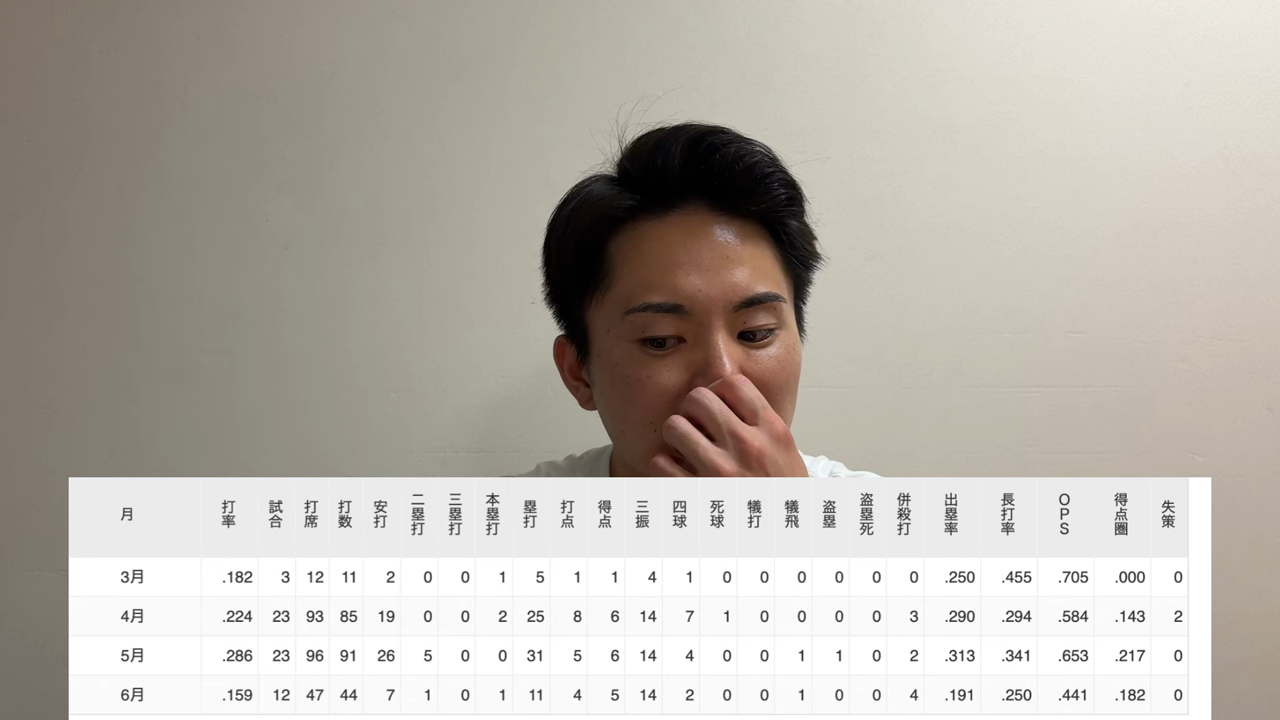 月 打率 試合 打席 打数 安打 二塁打 三塁打 本塁打 塁打 打点 得点 三振 四球 死球 犠打 犠飛 盗塁 盗塁死 併殺打 出塁率 長打率 OPS 得点圏 失策
3月 .182 3 12 11 2 0 0 1 5 1 1 4 1 0 0 0 0 0 0 .250 .455 .705 .000 0
4月 .224 23 93 85 19 0 0 2 25 8 6 14 7 1 0 0 0 0 3 .290 .294 .584 .143 2
5月 .286 23 96 91 26 5 0 0 31 5 6 14 4 0 0 1 1 0 2 .313 .341 .653 .217 0
6月 .159 12 47 44 7 1 0 1 11 4 5 14 2 0 0 1 0 0 4 .191 .250 .441 .182 0